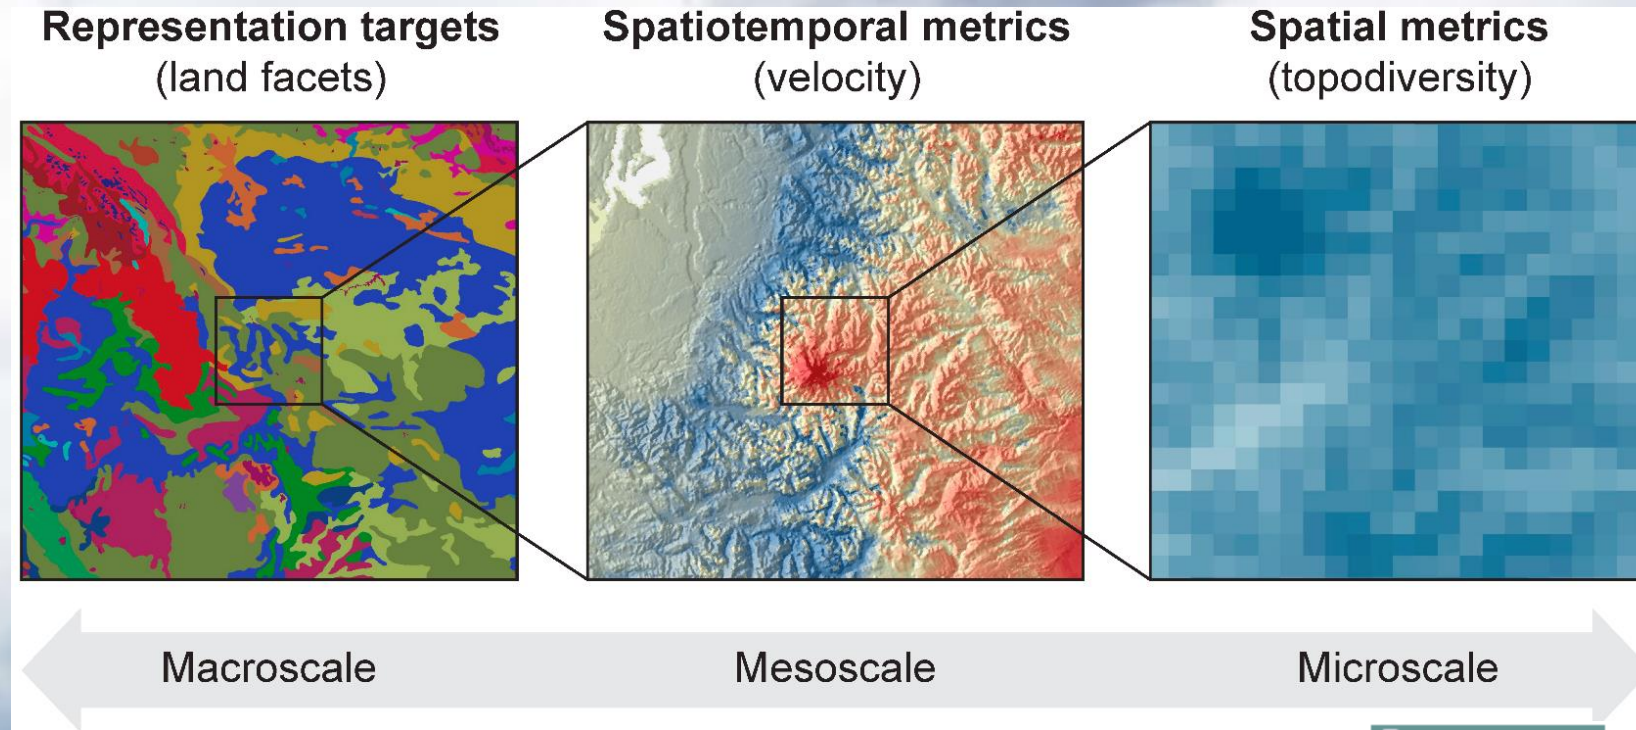 Representation targets
(land facets)
Spatiotemporal metrics
(velocity)
Spatial metrics
(topodiversity)
Macroscale
Mesoscale
Microscale